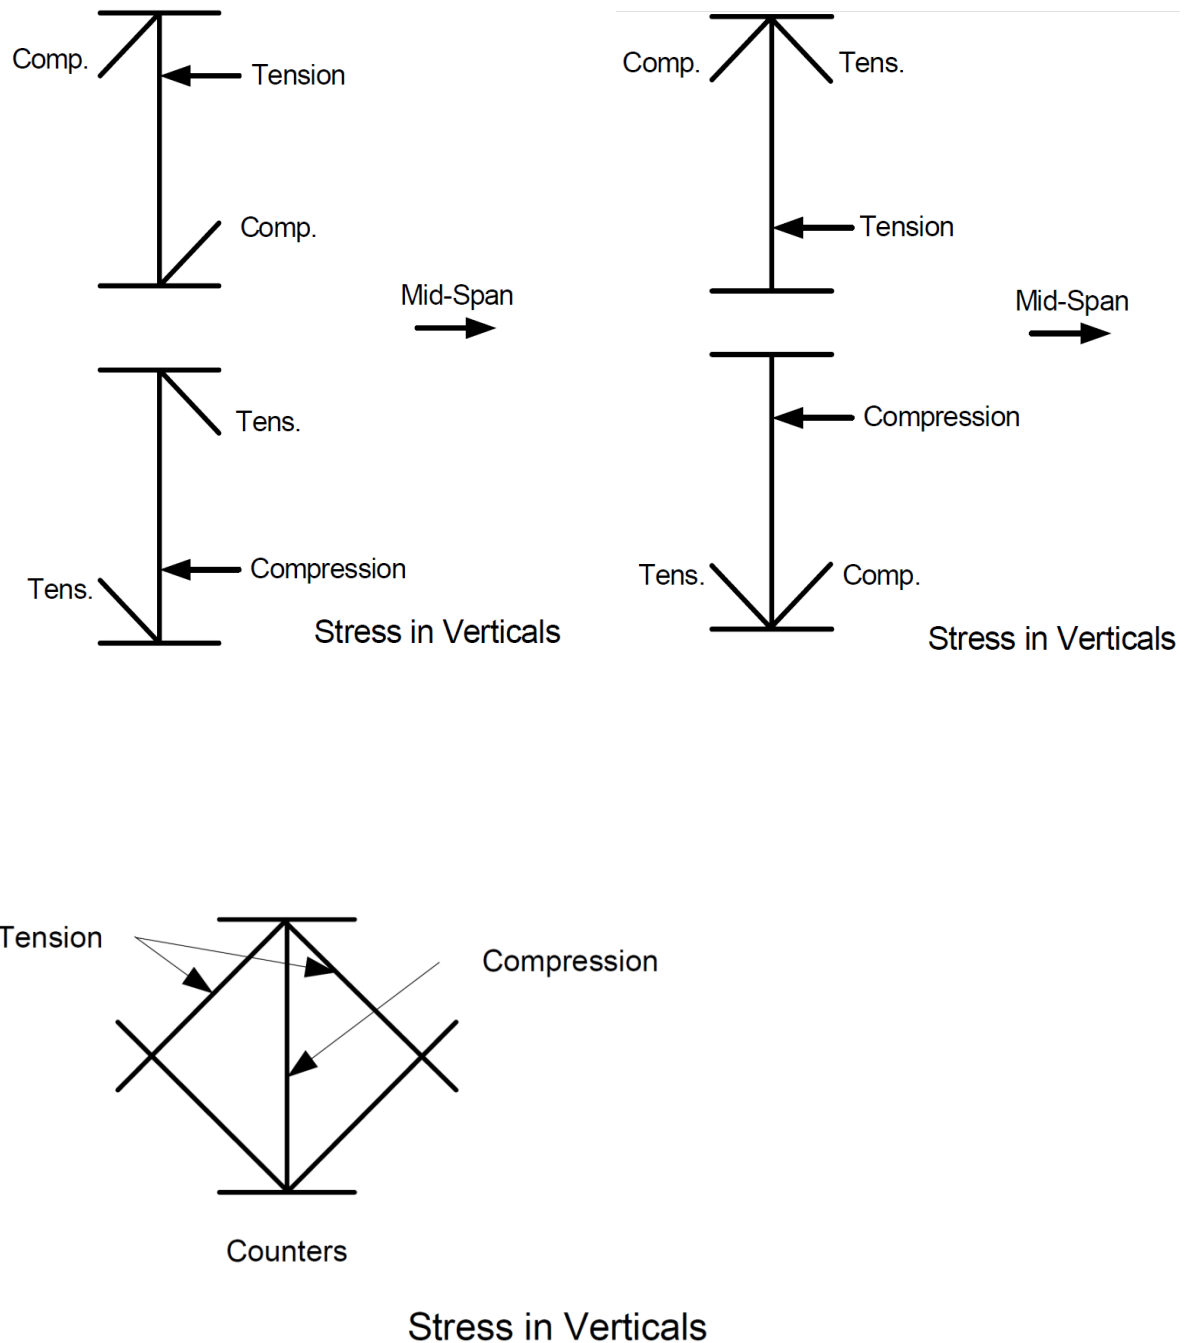 Comp.
Tension
Comp.
Mid-Span
Tens.
Compression
Tens.
Stress in Verticals
Comp.
Tens.
Tension
Mid-Span
Compression
Tens.
Comp.
Stress in Verticals
Tension
Compression
Counters
Stress in Verticals